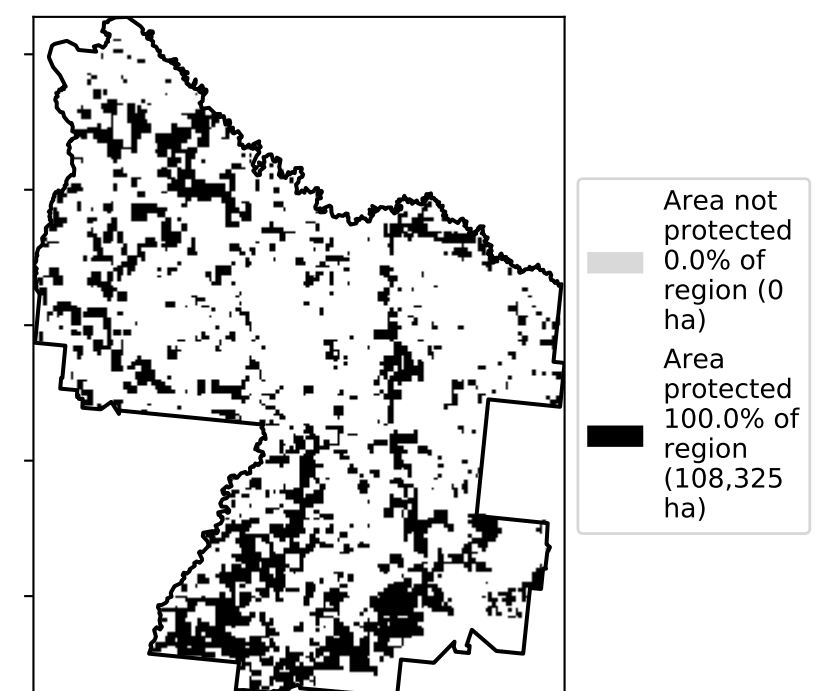 Area not
protected
0.0% of
region (0
ha)
Area
protected
100.0% of
region
(108,325
ha)